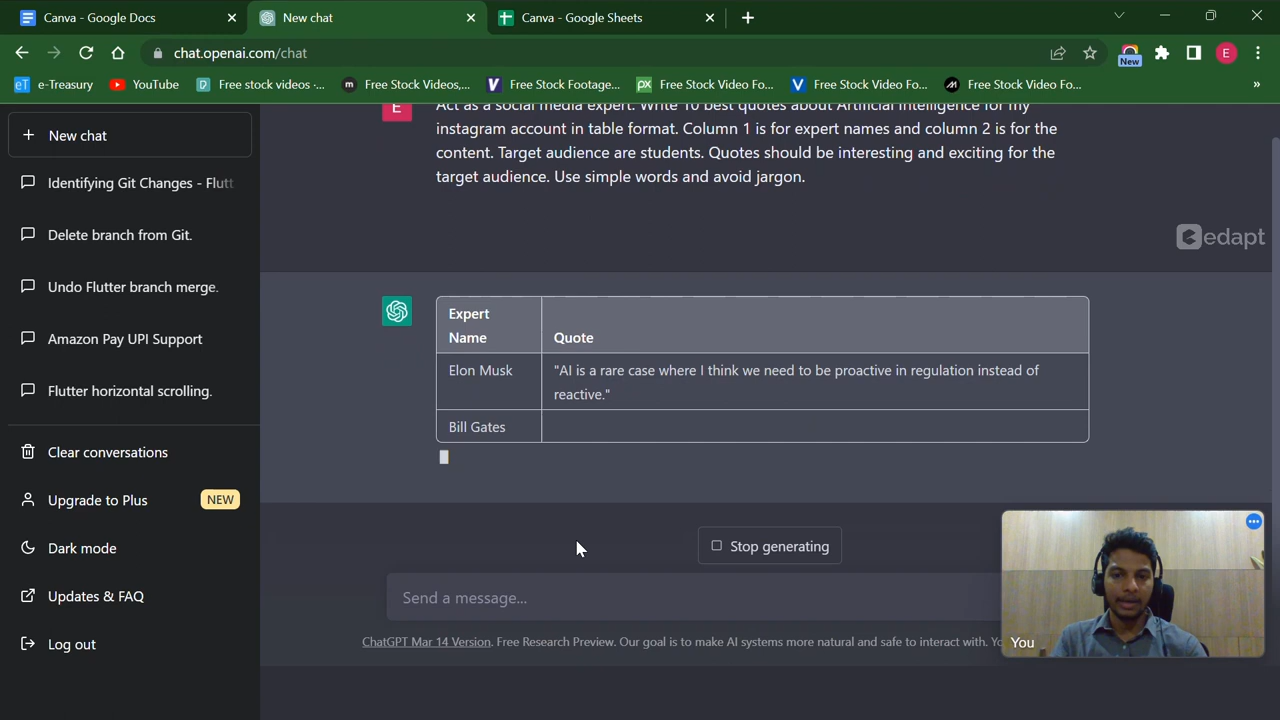 Canva - Google Docs
New chat
Canva - Google Sheets
chat.openai.com/chat
New
E
eT e-Treasury
YouTube
D Free stock videos -...
m Free Stock Videos,...
V Free Stock Footage...
px Free Stock Video Fo...
V Free Stock Video Fo...
Free Stock Video Fo...
»
+ New chat
Identifying Git Changes - Flutt
Delete branch from Git.
Undo Flutter branch merge.
Amazon Pay UPI Support
Flutter horizontal scrolling.
Clear conversations
Upgrade to Plus NEW
Dark mode
Updates & FAQ
Log out
E
Act as a social media expert. Write 10 best quotes about Artificial Intelligence for my
instagram account in table format. Column 1 is for expert names and column 2 is for the
content. Target audience are students. Quotes should be interesting and exciting for the
target audience. Use simple words and avoid jargon.
edapt
Expert
Name Quote
Elon Musk "AI is a rare case where I think we need to be proactive in regulation instead of
reactive."
Bill Gates
Stop generating
Send a message...
ChatGPT Mar 14 Version. Free Research Preview. Our goal is to make AI systems more natural and safe to interact with.
You